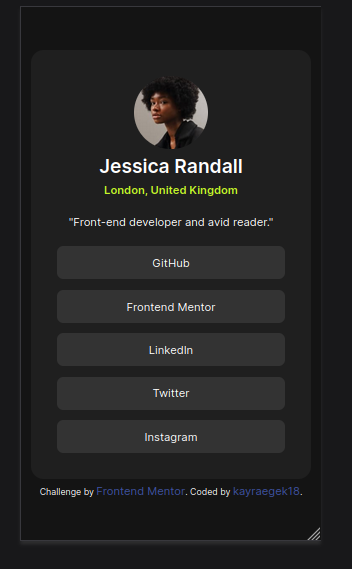 Jessica Randall
London, United Kingdom
"Front-end developer and avid reader."
GitHub
Frontend Mentor
LinkedIn
Twitter
Instagram
Challenge by Frontend Mentor. Coded by kayraegek18.